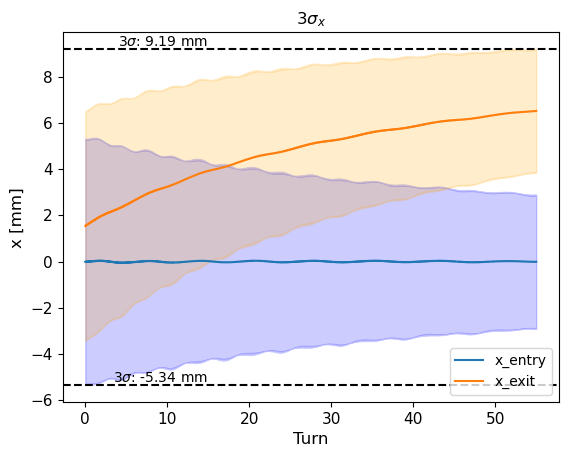 3σₓ
3σ: 9.19 mm
8
6
4
2
0
−2
−4
−6
x [mm]
3σ: -5.34 mm
x_entry
x_exit
0 10 20 30 40 50
Turn